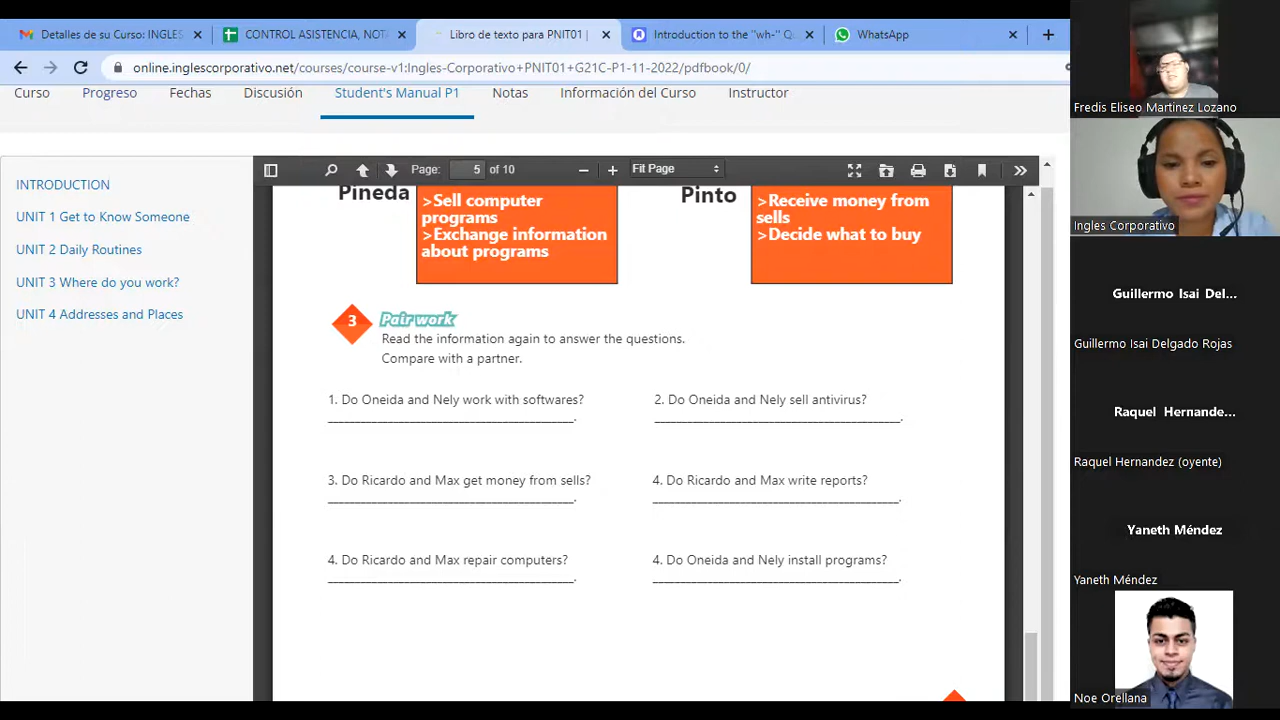 Detalles de su Curso: INGLES
CONTROL ASISTENCIA, NOT
Libro de texto para PNIT01 |
Introduction to the "wh-" Q
WhatsApp
online.inglescorporativo.net/courses/course-v1:Ingles-Corporativo+PNIT01+G21C-P1-11-2022/pdfbook/0/
Curso
Progreso
Fechas
Discusión
Student's Manual P1
Notas
Información del Curso
Instructor
INTRODUCTION
UNIT 1 Get to Know Someone
UNIT 2 Daily Routines
UNIT 3 Where do you work?
UNIT 4 Addresses and Places
Page: 5 of 10
Fit Page
Pineda
>Sell computer
programs
>Exchange information
about programs
Pinto
>Receive money from
sells
>Decide what to buy
3
Pair work
Read the information again to answer the questions.
Compare with a partner.
1. Do Oneida and Nely work with softwares?
2. Do Oneida and Nely sell antivirus?
3. Do Ricardo and Max get money from sells?
4. Do Ricardo and Max write reports?
4. Do Ricardo and Max repair computers?
4. Do Oneida and Nely install programs?
Fredis Eliseo Martinez Lozano
Ingles Corporativo
Guillermo Isai Del...
Guillermo Isai Delgado Rojas
Raquel Hernande...
Raquel Hernandez (oyente)
Yaneth Méndez
Yaneth Méndez
Noe Orellana